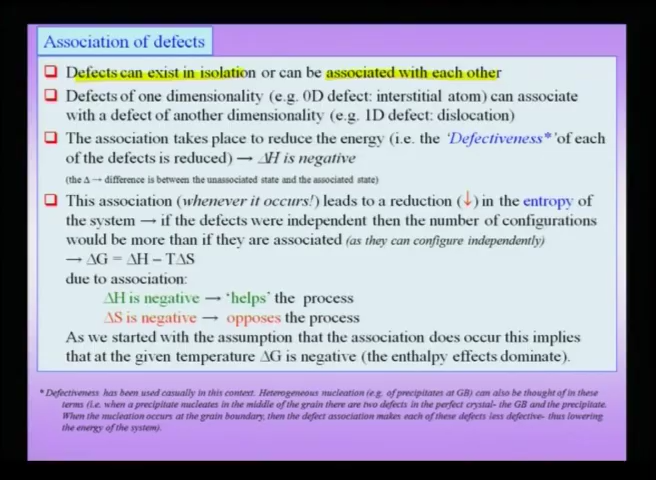 Association of defects
Defects can exist in isolation or can be associated with each other
Defects of one dimensionality (e.g. 0D defect: interstitial atom) can associate
with a defect of another dimensionality (e.g. 1D defect: dislocation)
The association takes place to reduce the energy (i.e. the 'Defectiveness*' of each
of the defects is reduced) → ΔH is negative
(the Δ → difference is between the unassociated state and the associated state)
This association (whenever it occurs!) leads to a reduction (↓) in the entropy of
the system → if the defects were independent then the number of configurations
would be more than if they are associated (as they can configure independently)
→ ΔG = ΔH – TΔS
due to association:
ΔH is negative → 'helps' the process
ΔS is negative → opposes the process
As we started with the assumption that the association does occur this implies
that at the given temperature ΔG is negative (the enthalpy effects dominate).
* Defectiveness has been used casually in this context. Heterogeneous nucleation (e.g. of precipitates at GB) can also be thought of in these
terms (i.e. when a precipitate nucleates in the middle of the grain there are two defects in the perfect crystal- the GB and the precipitate.
When the nucleation occurs at the grain boundary, then the defect association makes each of these defects less defective- thus lowering
the energy of the system).